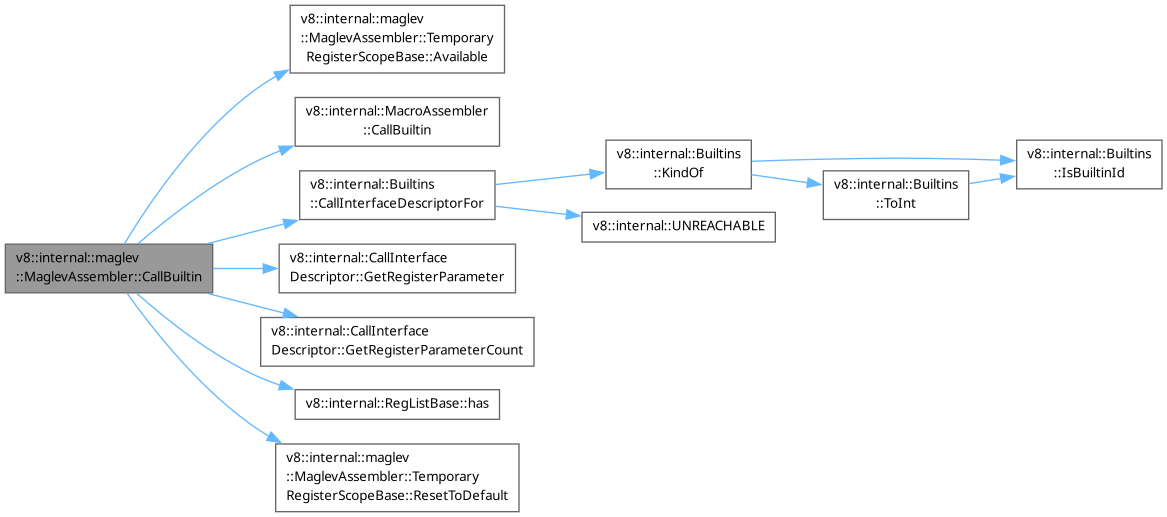 v8::internal::maglev
::MaglevAssembler::CallBuiltin
v8::internal::maglev
::MaglevAssembler::Temporary
RegisterScopeBase::Available
v8::internal::MacroAssembler
::CallBuiltin
v8::internal::Builtins
::CallInterfaceDescriptorFor
v8::internal::Builtins
::KindOf
v8::internal::Builtins
::IsBuiltinId
v8::internal::Builtins
::ToInt
v8::internal::UNREACHABLE
v8::internal::CallInterface
Descriptor::GetRegisterParameter
v8::internal::CallInterface
Descriptor::GetRegisterParameterCount
v8::internal::RegListBase::has
v8::internal::maglev
::MaglevAssembler::Temporary
RegisterScopeBase::ResetToDefault